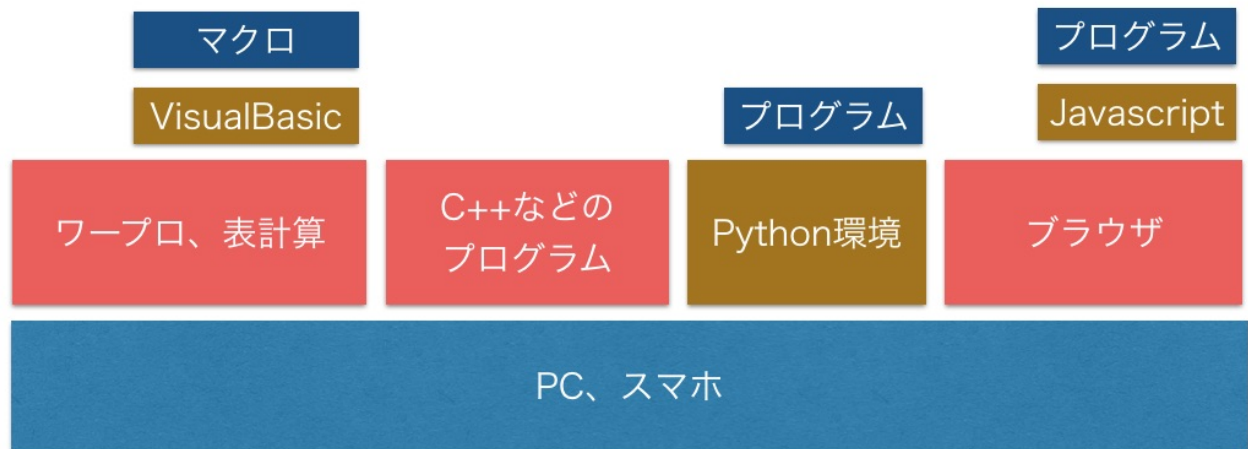 マクロ
プログラム
VisualBasic
プログラム
Javascript
ワープロ、表計算
C++などの
プログラム
Python環境
ブラウザ
PC、スマホ